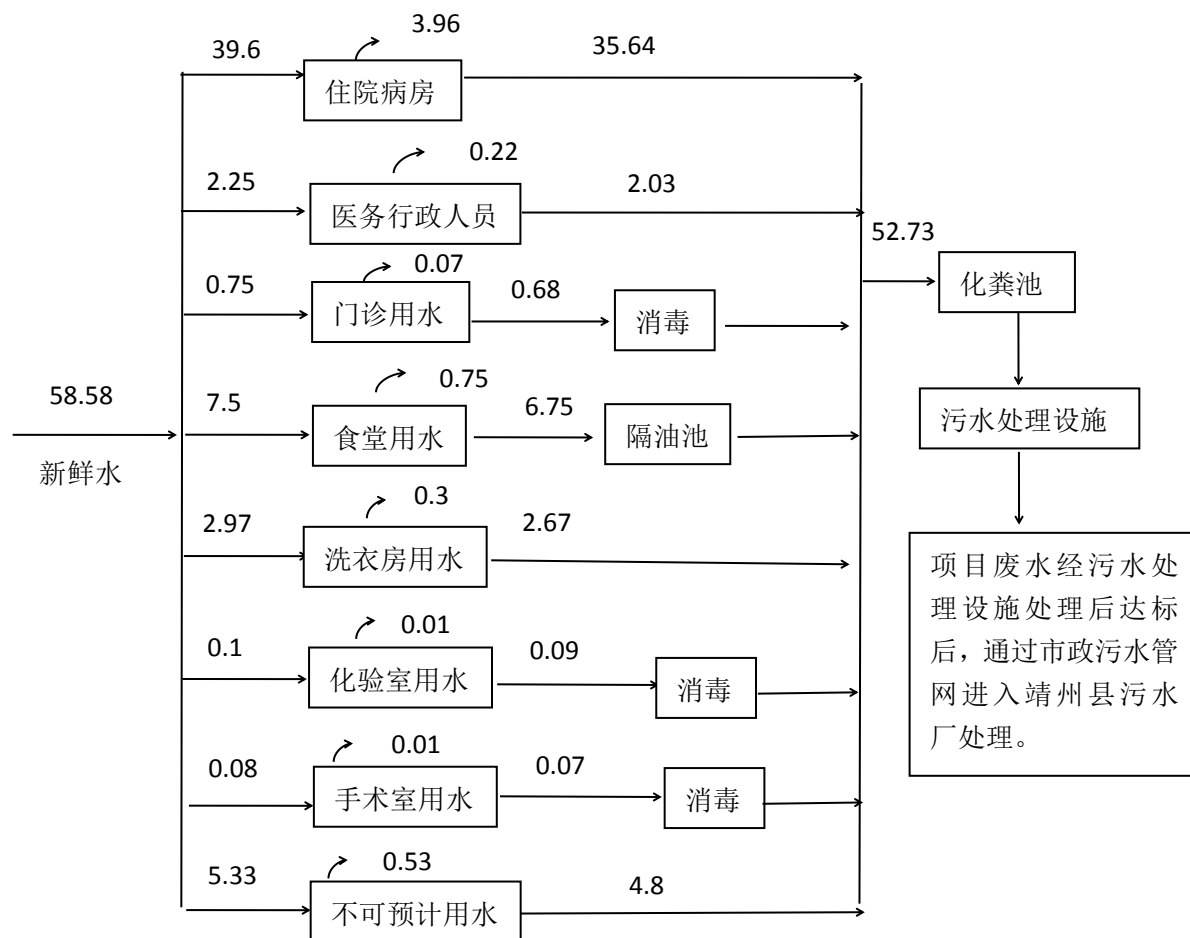 39.6
3.96
35.64
住院病房
2.25
0.22
2.03
医务行政人员
52.73
化粪池
0.75
0.07
门诊用水
0.68
消毒
58.58
新鲜水
7.5
0.75
食堂用水
6.75
隔油池
污水处理设施
2.97
0.3
2.67
洗衣房用水
项目废水经污水处
理设施处理后达标
后，通过市政污水管
网进入靖州县污水
厂处理。
0.1
0.01
化验室用水
0.09
消毒
0.08
0.01
手术室用水
0.07
消毒
5.33
0.53
不可预计用水
4.8